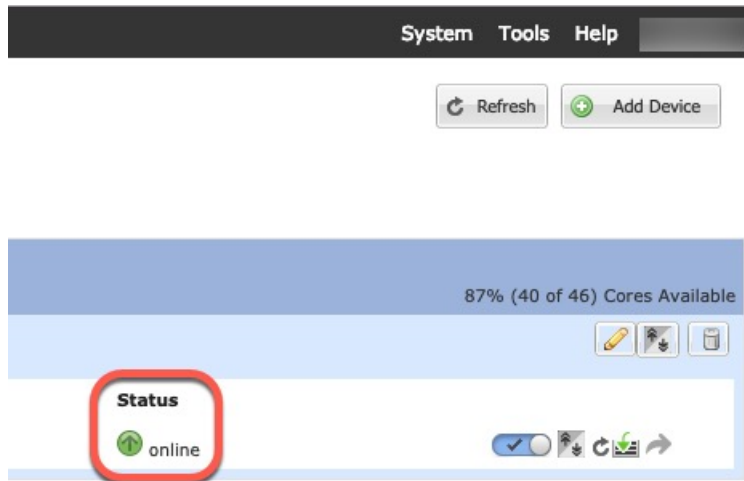 System Tools Help
Refresh Add Device
87% (40 of 46) Cores Available
Status
online